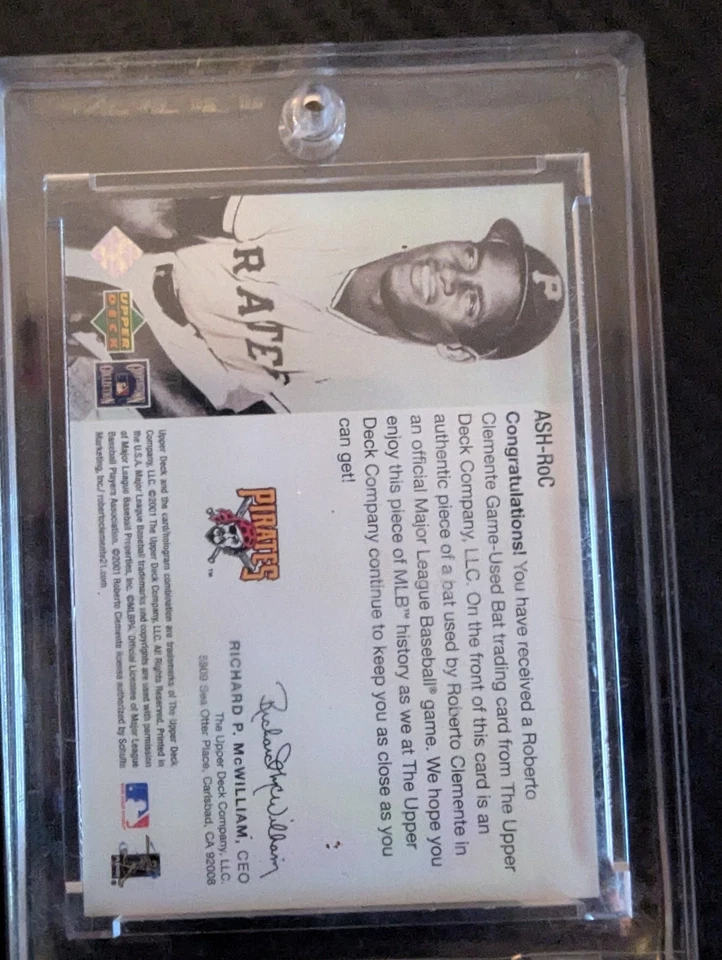 ASH-RoC
Congratulations! You have received a Roberto
Clemente Game-Used Bat trading card from The Upper
Deck Company, LLC. On the front of this card is an
authentic piece of a bat used by Roberto Clemente in
an official Major League Baseball® game. We hope you
enjoy this piece of MLB™ history as we at The Upper
Deck Company continue to keep you as close as you
can get!
P
RATES
PIRATES
™
Richard McWilliam
RICHARD P. McWILLIAM, CEO
The Upper Deck Company, LLC.
5909 Sea Otter Place, Carlsbad, CA 92008
UPPER
DECK
Upper Deck and the card/hologram combination are trademarks of The Upper Deck
Company, LLC. ©2001 The Upper Deck Company, LLC. All Rights Reserved. Printed in
the U.S.A. Major League Baseball trademarks and copyrights are used with permission
of Major League Baseball Properties, Inc. ©MLBPA. Official Licensee of Major League
Baseball Players Association. ©2001 Roberto Clemente license authorized by Schults
Marketing, Inc./ robertoclemente21.com.